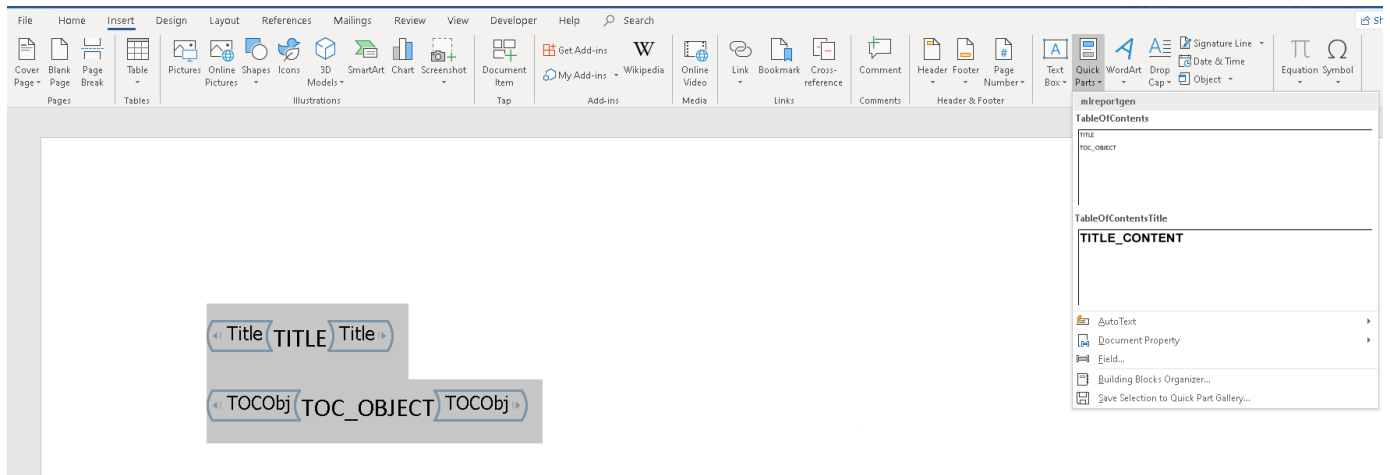 File Home Insert Design Layout References Mailings Review View Developer Help Search Sh
Cover Page Blank Page Page Break Table Pictures Online Pictures Shapes Icons 3D Models SmartArt Chart Screenshot Document Item Get Add-ins My Add-ins Wikipedia Online Video Link Bookmark Cross-reference Comment Header Footer Page Number Text Box Quick Parts WordArt Drop Cap Signature Line Date & Time Object Equation Symbol
Pages Tables Illustrations Tap Add-ins Media Links Comments Header & Footer
mlreportgen
TableOfContents
TITLE
TOC_OBJECT
TableOfContentsTitle
TITLE_CONTENT
AutoText
Document Property
Field...
Building Blocks Organizer...
Save Selection to Quick Part Gallery...
Title TITLE Title
TOCObj TOC_OBJECT TOCObj